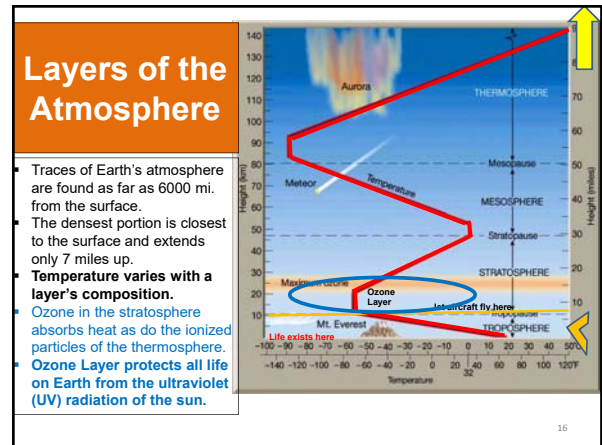 Layers of the
Atmosphere
Traces of Earth's atmosphere
are found as far as 6000 mi.
from the surface.
The densest portion is closest
to the surface and extends
only 7 miles up.
Temperature varies with a
layer's composition.
Ozone in the stratosphere
absorbs heat as do the ionized
particles of the thermosphere.
Ozone Layer protects all life
on Earth from the ultraviolet
(UV) radiation of the sun.
140
130
120
110
100
90
80
70
60
50
40
30
20
10
Height (km)
Aurora
Meteor
Temperature
Maximum ozone
Ozone
Layer
Jet aircraft fly here
Mt. Everest
Life exists here
THERMOSPHERE
Mesopause
MESOSPHERE
Stratopause
STRATOSPHERE
Tropopause
TROPOSPHERE
80
70
60
50
40
30
20
10
Height (miles)
-100 -90 -80 -70 -60 -50 -40 -30 -20 -10 0 10 20 30 40 50°C
-140 -120 -100 -80 -60 -40 -20 0 20 32 40 60 80 100 120°F
Temperature
16